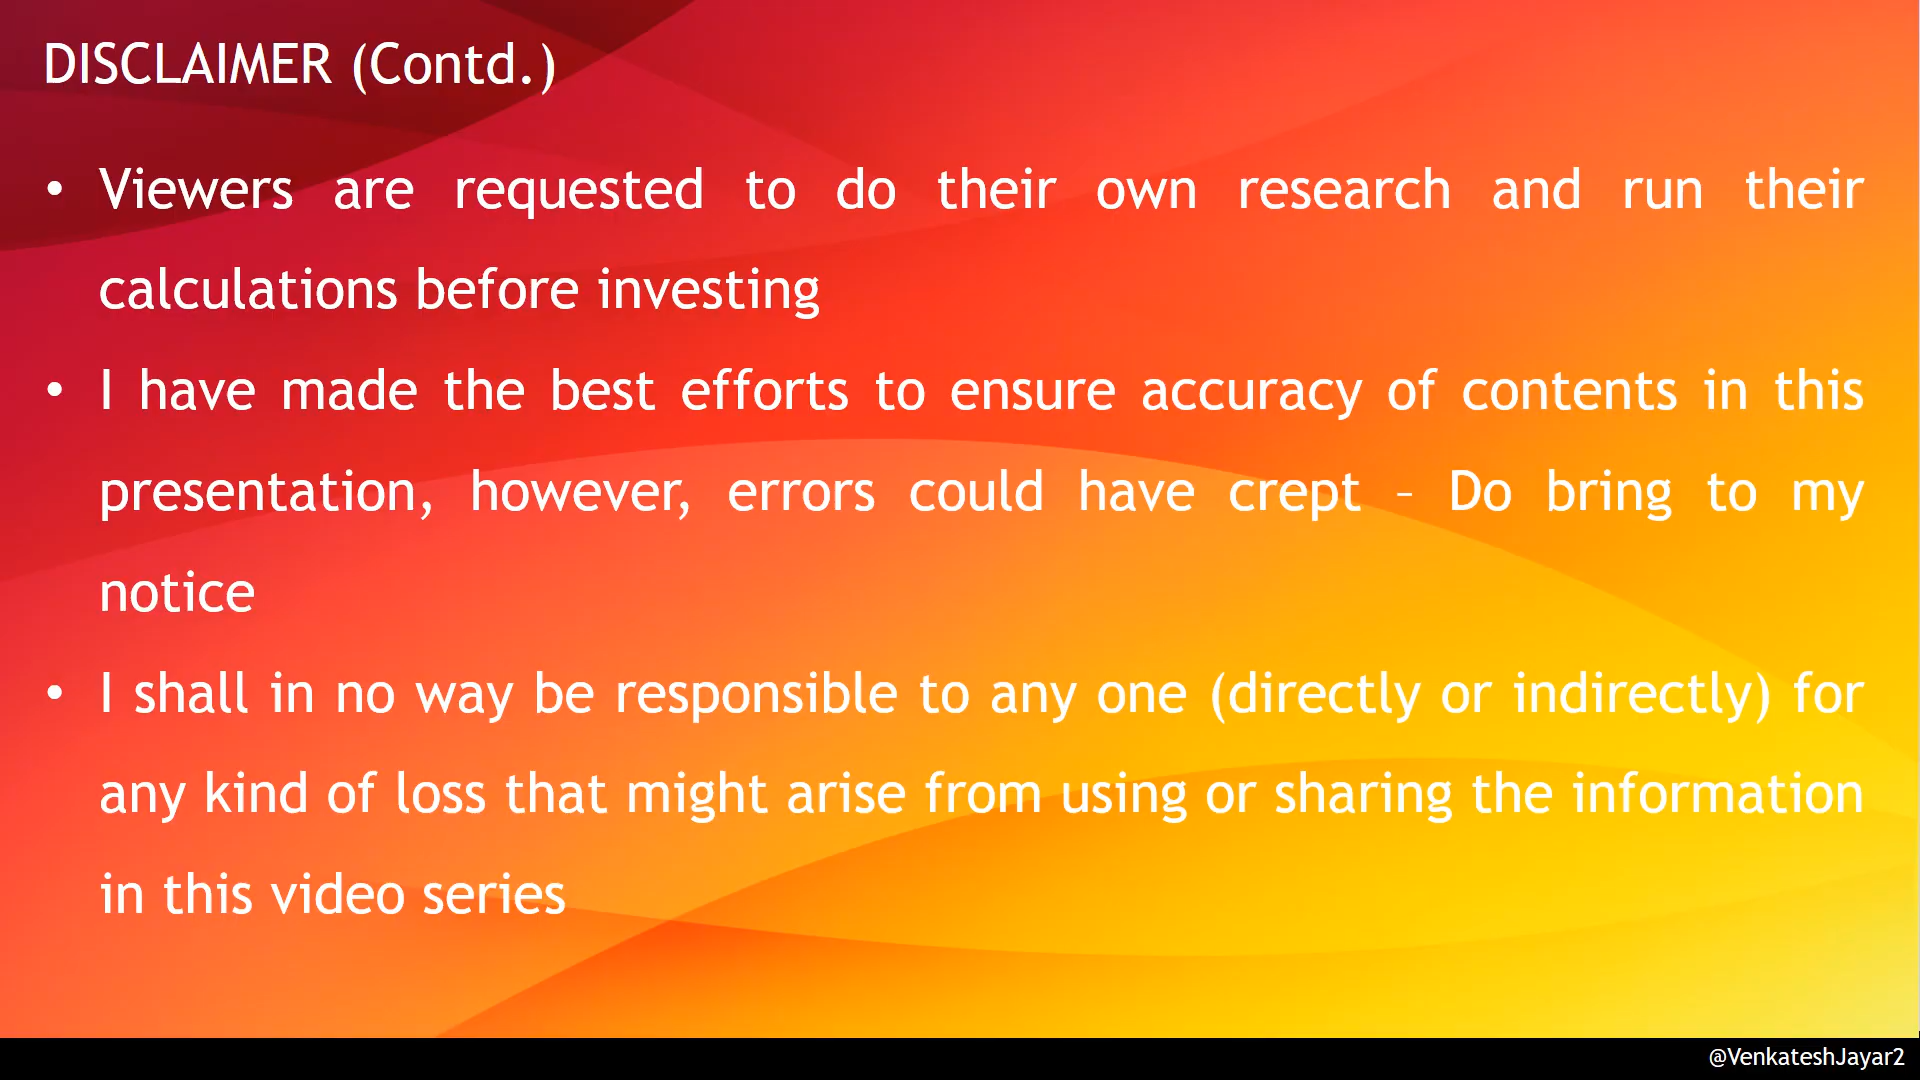 DISCLAIMER (Contd.)
• Viewers are requested to do their own research and run their
calculations before investing
• I have made the best efforts to ensure accuracy of contents in this
presentation, however, errors could have crept – Do bring to my
notice
• I shall in no way be responsible to any one (directly or indirectly) for
any kind of loss that might arise from using or sharing the information
in this video series
@VenkateshJayar2